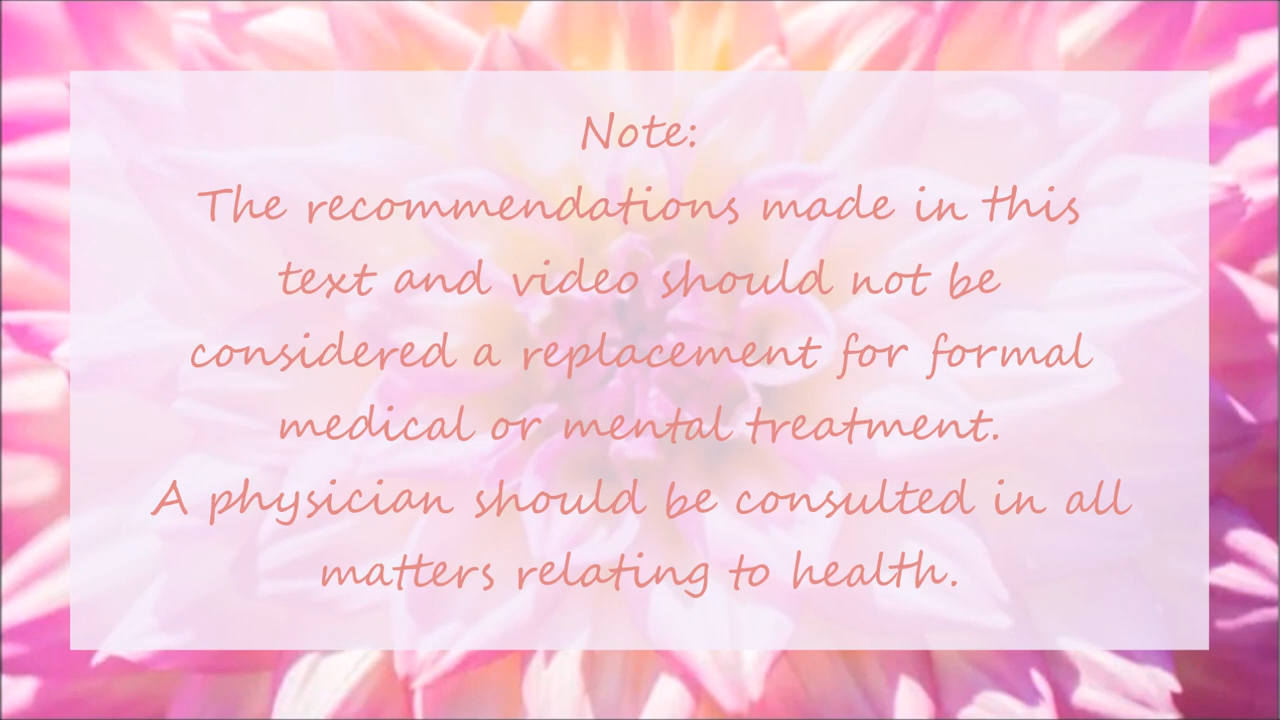 Note:
The recommendations made in this
text and video should not be
considered a replacement for formal
medical or mental treatment.
A physician should be consulted in all
matters relating to health.